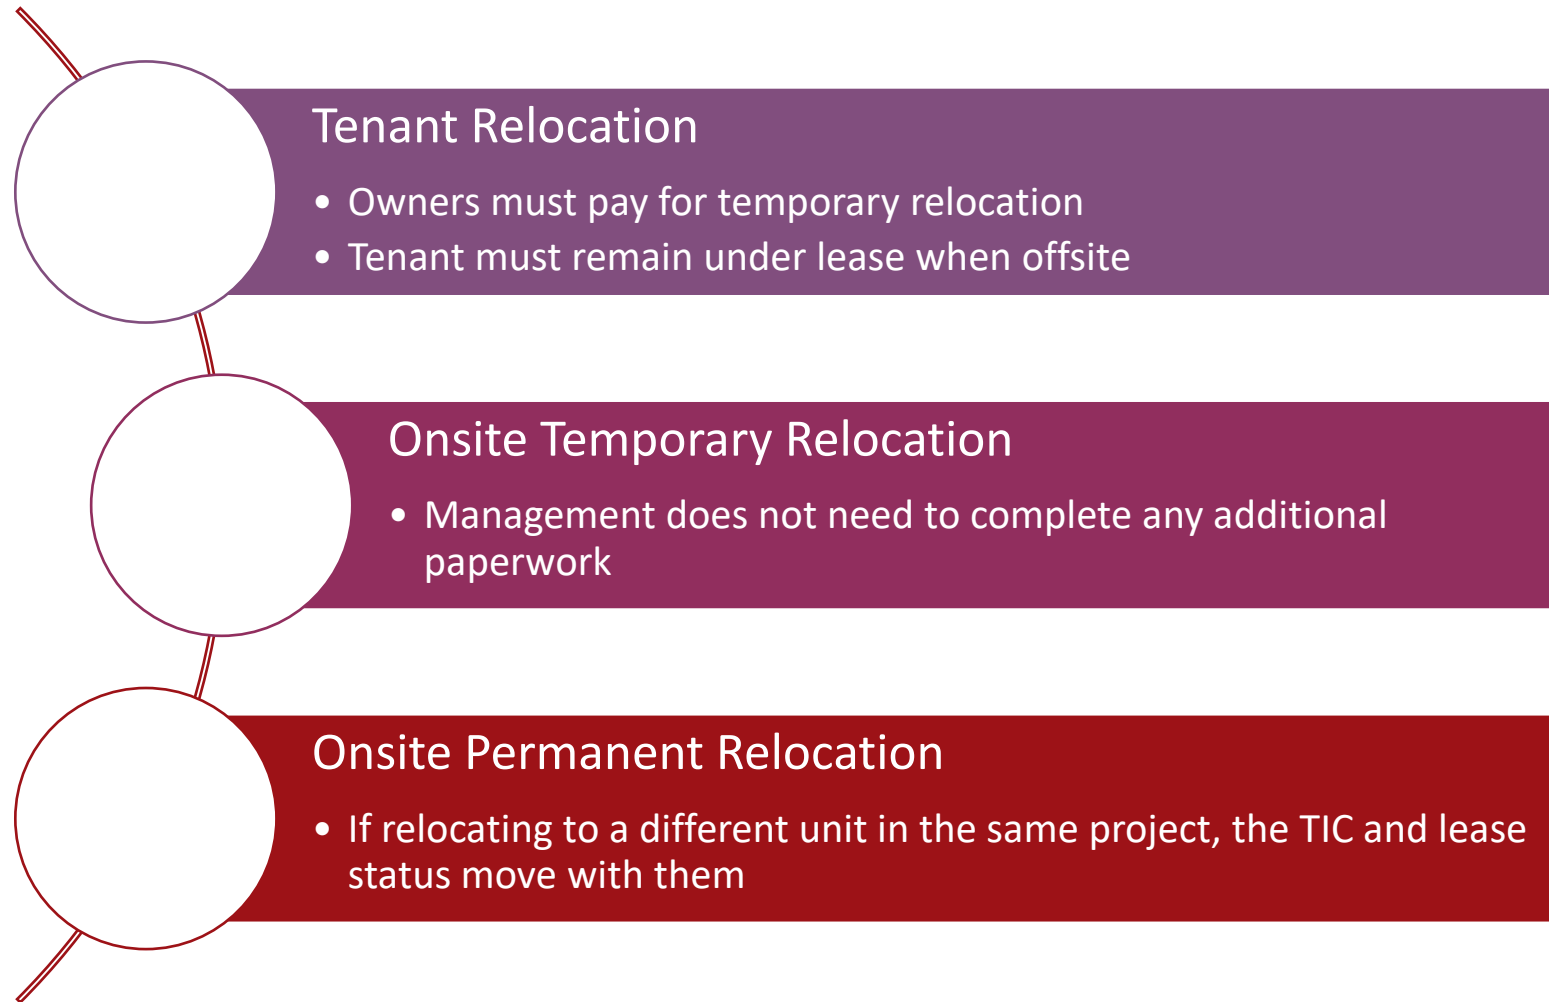 Tenant Relocation
• Owners must pay for temporary relocation
• Tenant must remain under lease when offsite
Onsite Temporary Relocation
• Management does not need to complete any additional
paperwork
Onsite Permanent Relocation
• If relocating to a different unit in the same project, the TIC and lease
status move with them